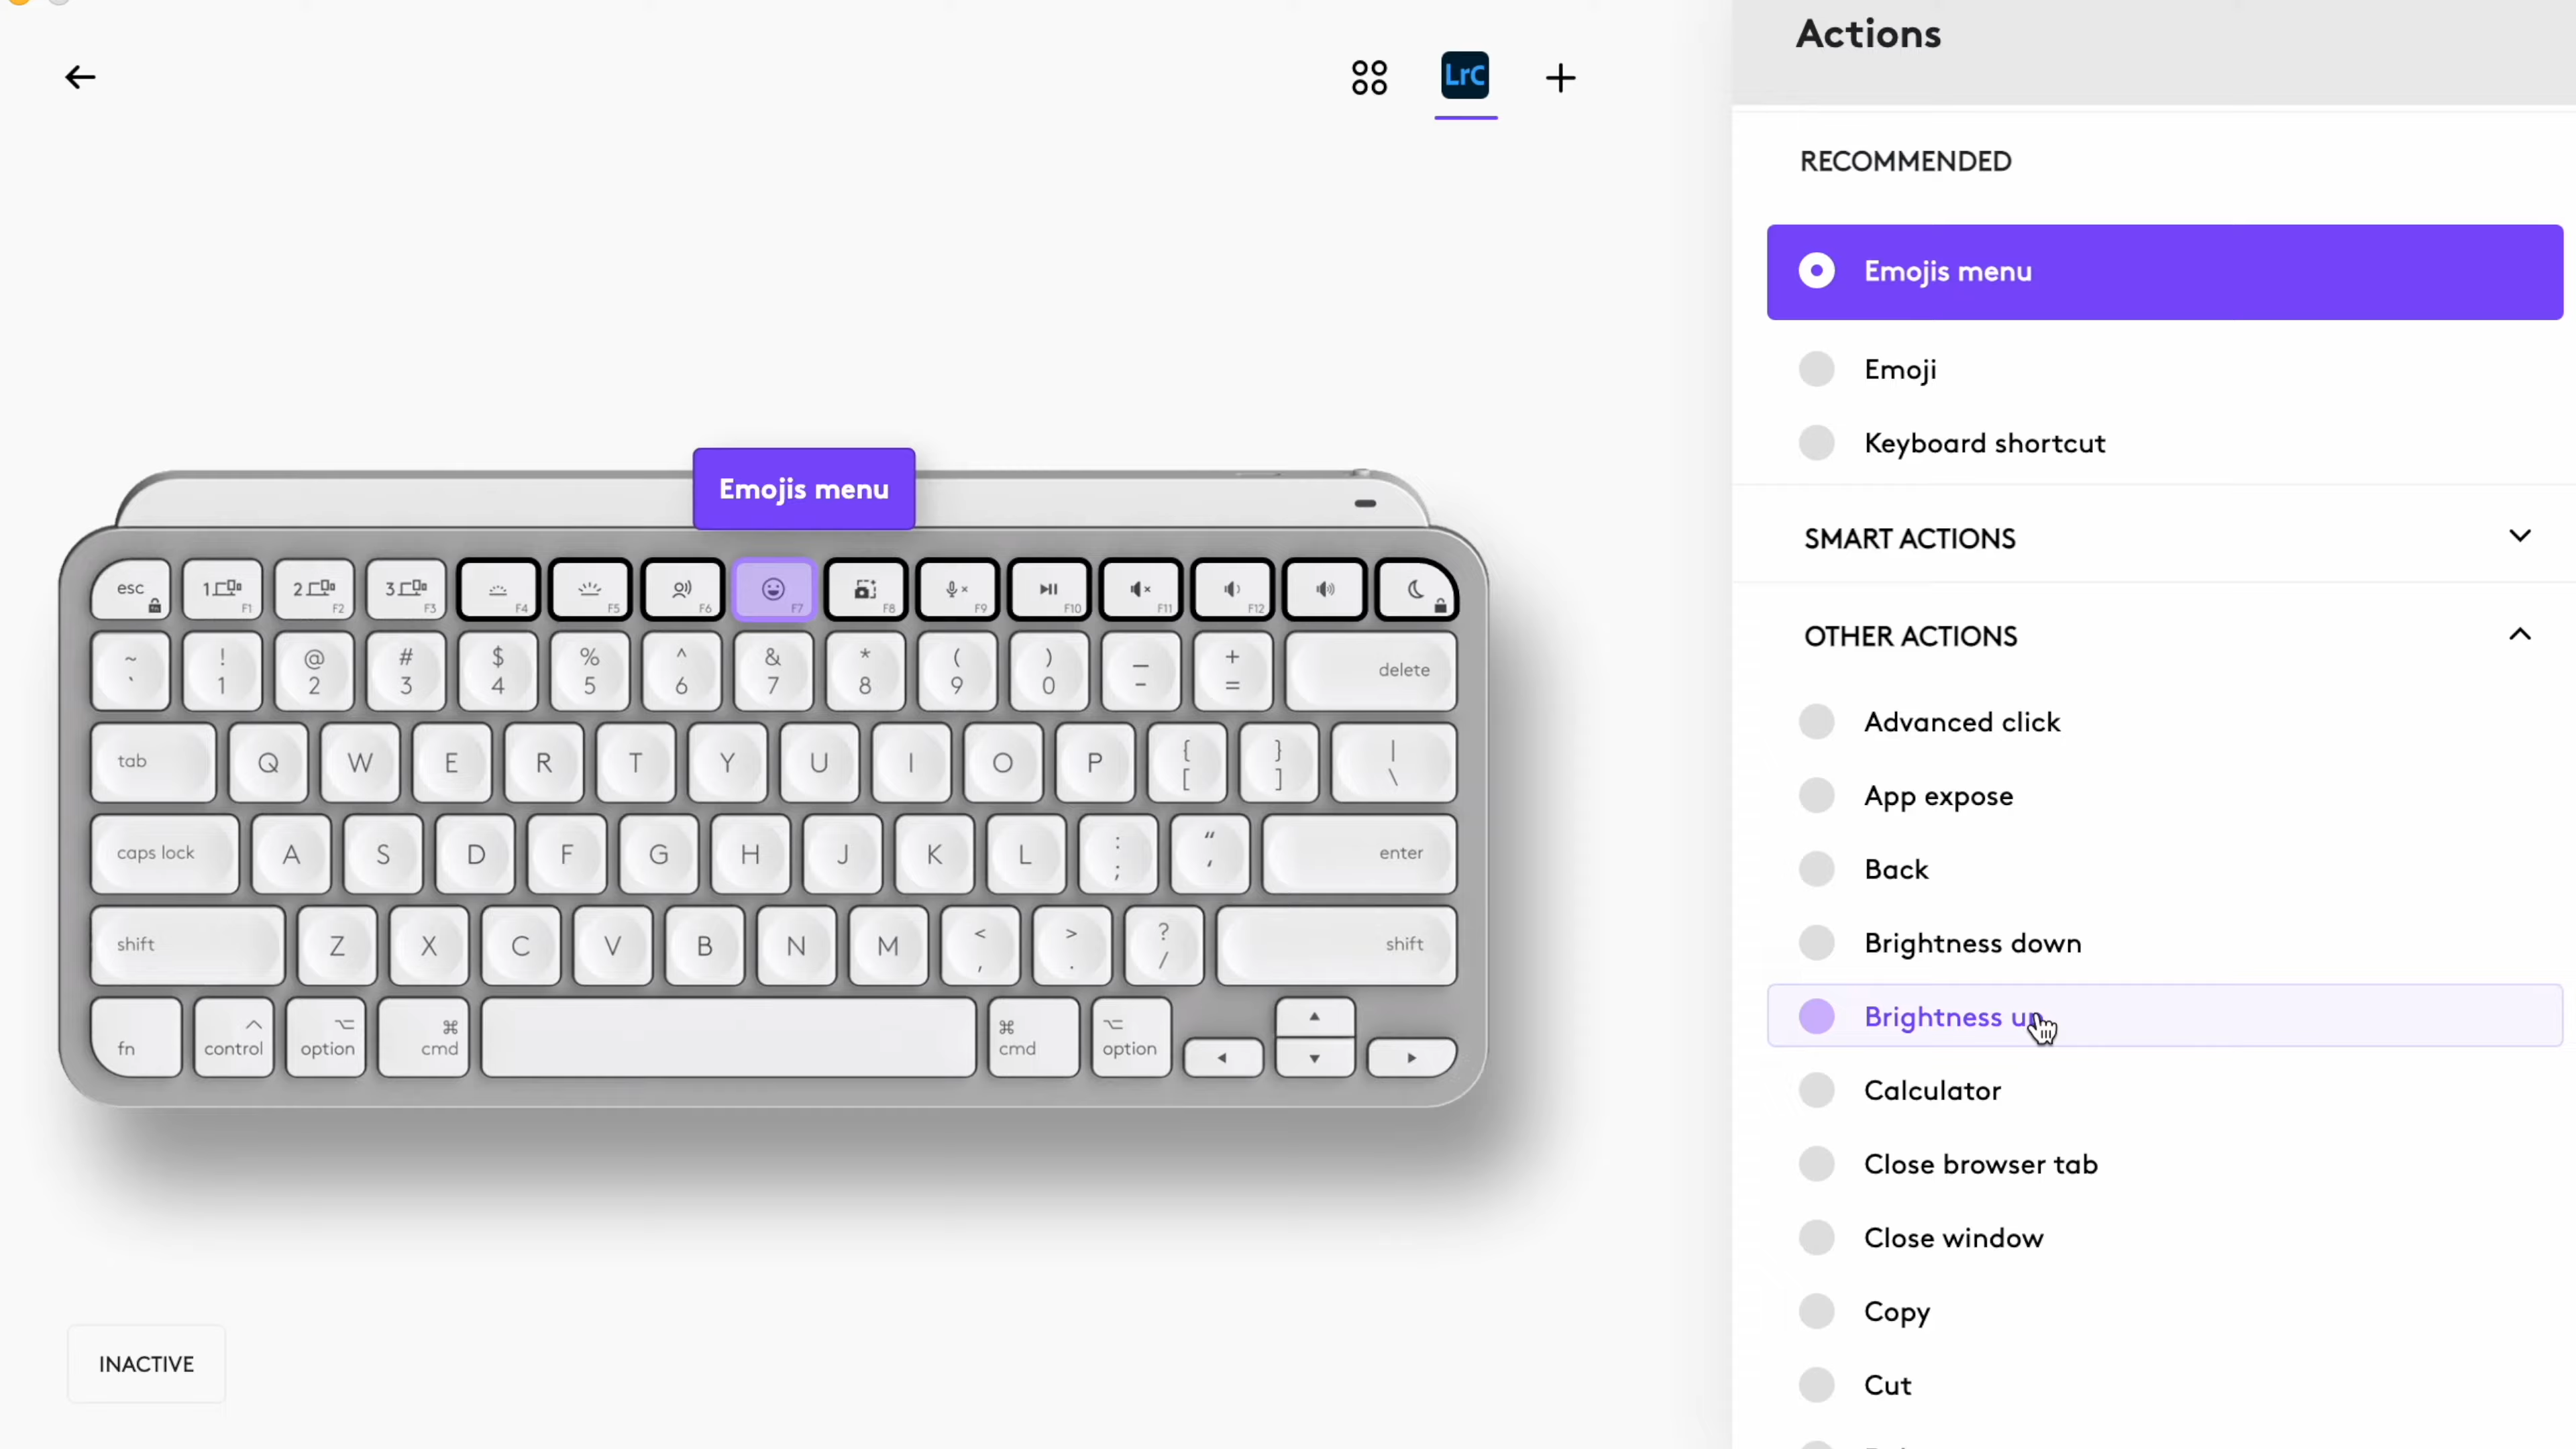 Actions
LrC
RECOMMENDED
Emojis menu
Emoji
Keyboard shortcut
SMART ACTIONS
OTHER ACTIONS
Advanced click
App expose
Back
Brightness down
Brightness up
Calculator
Close browser tab
Close window
Copy
Cut
Emojis menu
esc 1 F1 2 F2 3 F3 F4 F5 F6 F7 F8 F9 F10 F11 F12
~ ! @ # $ % ^ & * ( ) _ +
` 1 2 3 4 5 6 7 8 9 0 - = delete
tab Q W E R T Y U I O P { [ } ] | \
caps lock A S D F G H J K L : ; “ ‘ enter
shift Z X C V B N M < , > . ? / shift
fn control option ⌘ cmd ⌘ cmd option
INACTIVE